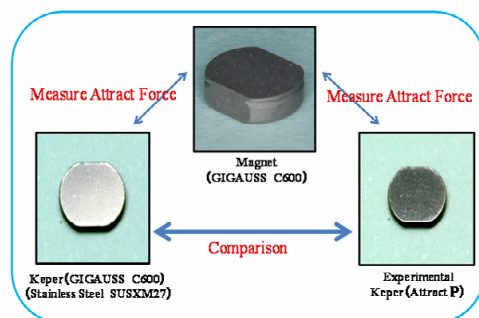 Measure Attract Force
Measure Attract Force
Magnet
(GIGAUSS C600)
Comparison
Keper(GIGAUSS C600)
(Stainless Steel SUSXM27)
Experimental
Keper(Attract P)